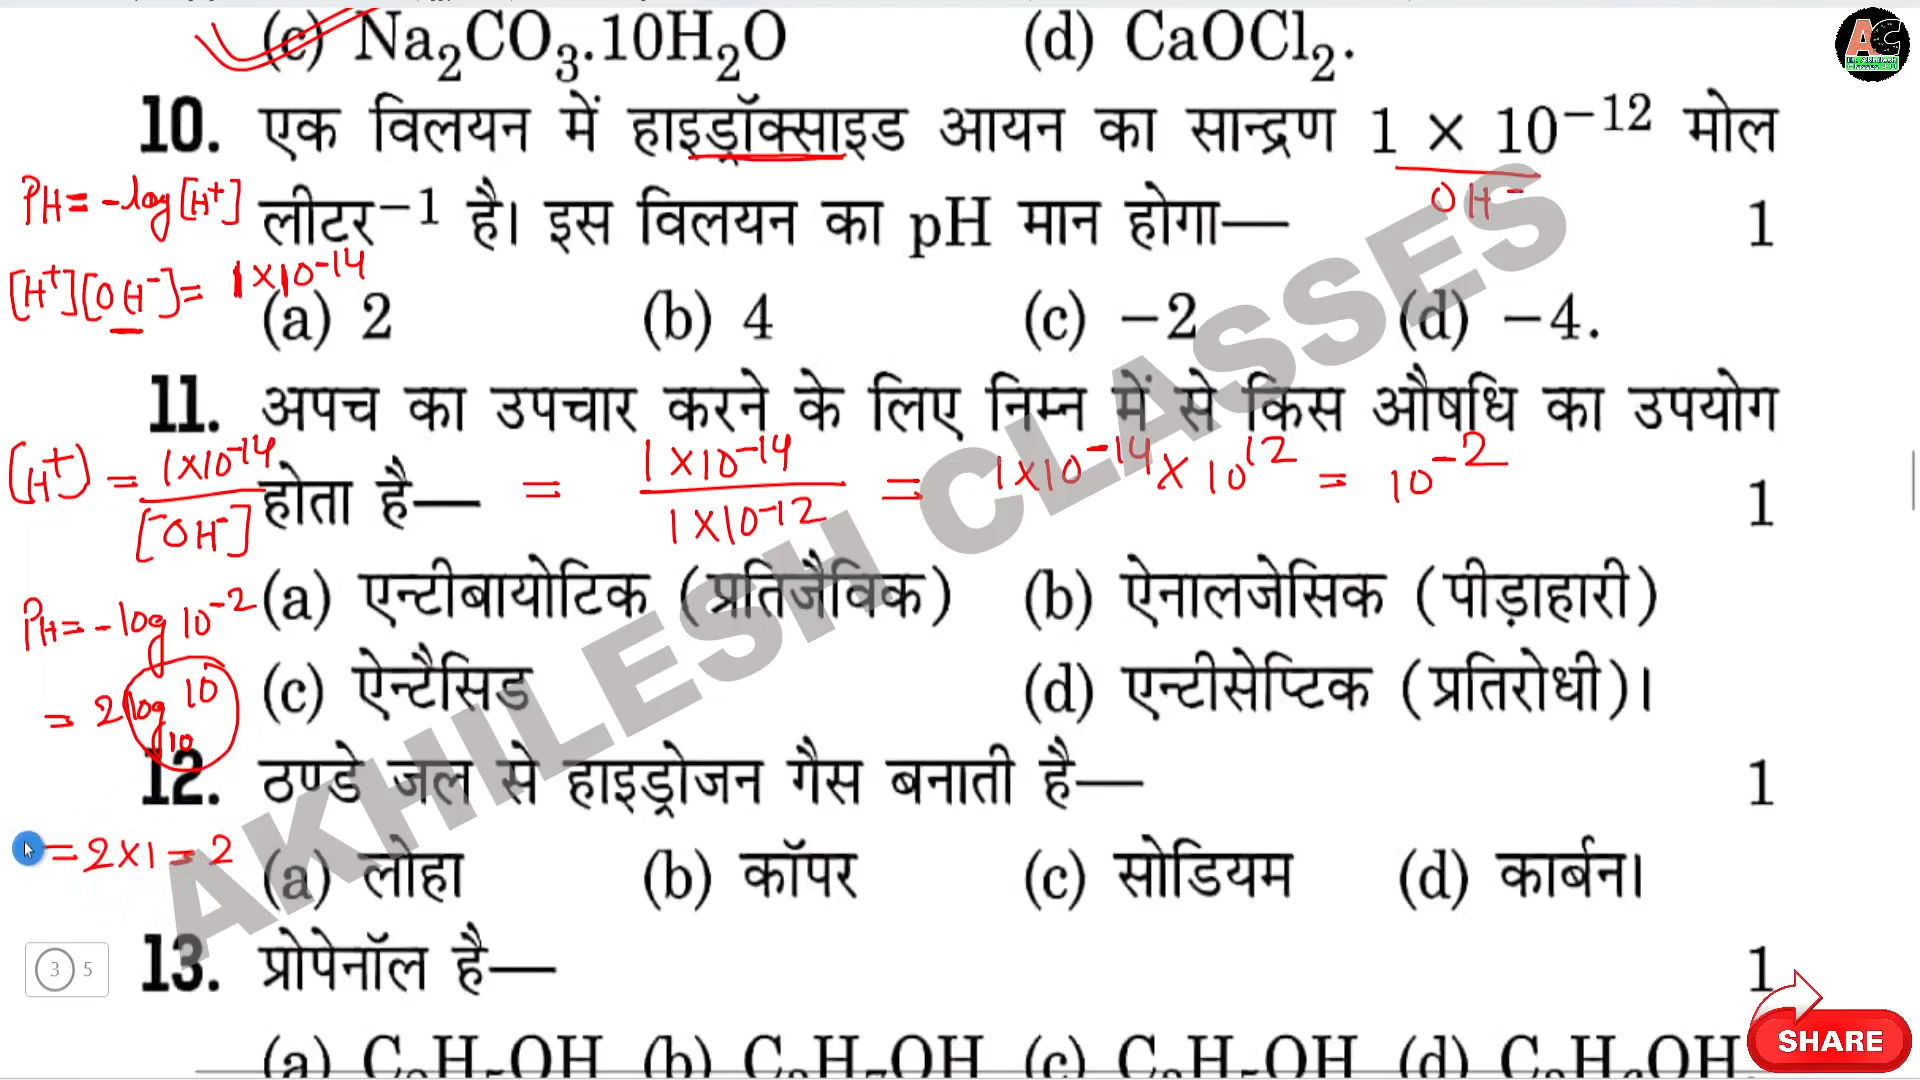 (c) Na₂CO₃.10H₂O (d) CaOCl₂.
10. एक विलयन में हाइड्रॉक्साइड आयन का सान्द्रण 1 × 10⁻¹² मोल
PH = -log[H⁺] लीटर⁻¹ है। इस विलयन का pH मान होगा— OH⁻ 1
[H⁺][OH⁻] = 1×10⁻¹⁴
(a) 2 (b) 4 (c) −2 (d) −4.
11. अपच का उपचार करने के लिए निम्न में से किस औषधि का उपयोग
होता है— 1
[H⁺] = 1×10⁻¹⁴ / [⁻OH⁻] = 1×10⁻¹⁴ / 1×10⁻¹² = 1×10⁻¹⁴ × 10¹² = 10⁻²
(a) एन्टीबायोटिक (प्रतिजैविक) (b) ऐनालजेसिक (पीड़ाहारी)
PH = -log 10⁻²
(c) ऐन्टैसिड (d) एन्टीसेप्टिक (प्रतिरोधी)।
= 2 log₁₀ 10
12. ठण्डे जल से हाइड्रोजन गैस बनाती है— 1
= 2×1 = 2
(a) लोहा (b) कॉपर (c) सोडियम (d) कार्बन।
13. प्रोपेनॉल है— 1
3 5
AKHILESH CLASSES
AC
SHARE